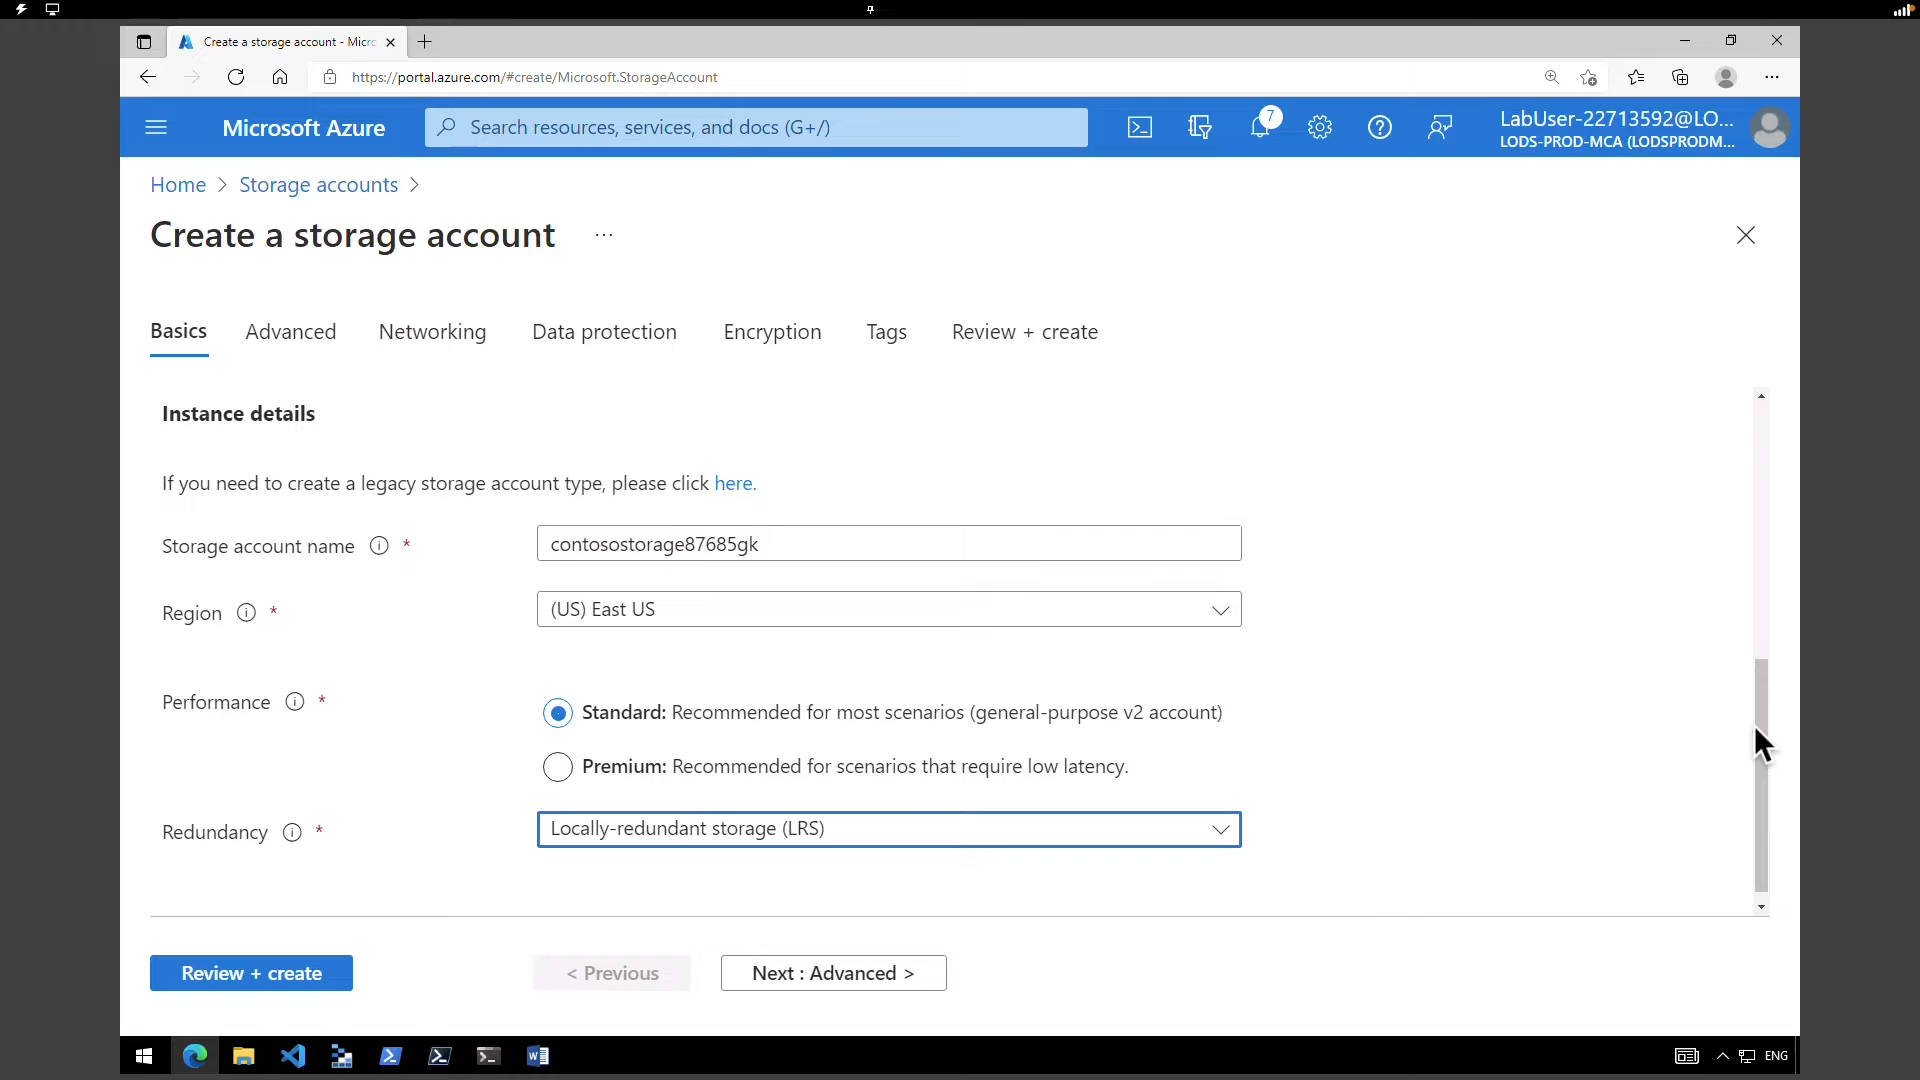 Create a storage account - Micr
https://portal.azure.com/#create/Microsoft.StorageAccount
Microsoft Azure
Search resources, services, and docs (G+/)
7
LabUser-22713592@LO...
LODS-PROD-MCA (LODSPRODM...
Home > Storage accounts >
Create a storage account ...
Basics Advanced Networking Data protection Encryption Tags Review + create
Instance details
If you need to create a legacy storage account type, please click here.
Storage account name * contosostorage87685gk
Region * (US) East US
Performance * Standard: Recommended for most scenarios (general-purpose v2 account)
Premium: Recommended for scenarios that require low latency.
Redundancy * Locally-redundant storage (LRS)
Review + create < Previous Next : Advanced >
ENG